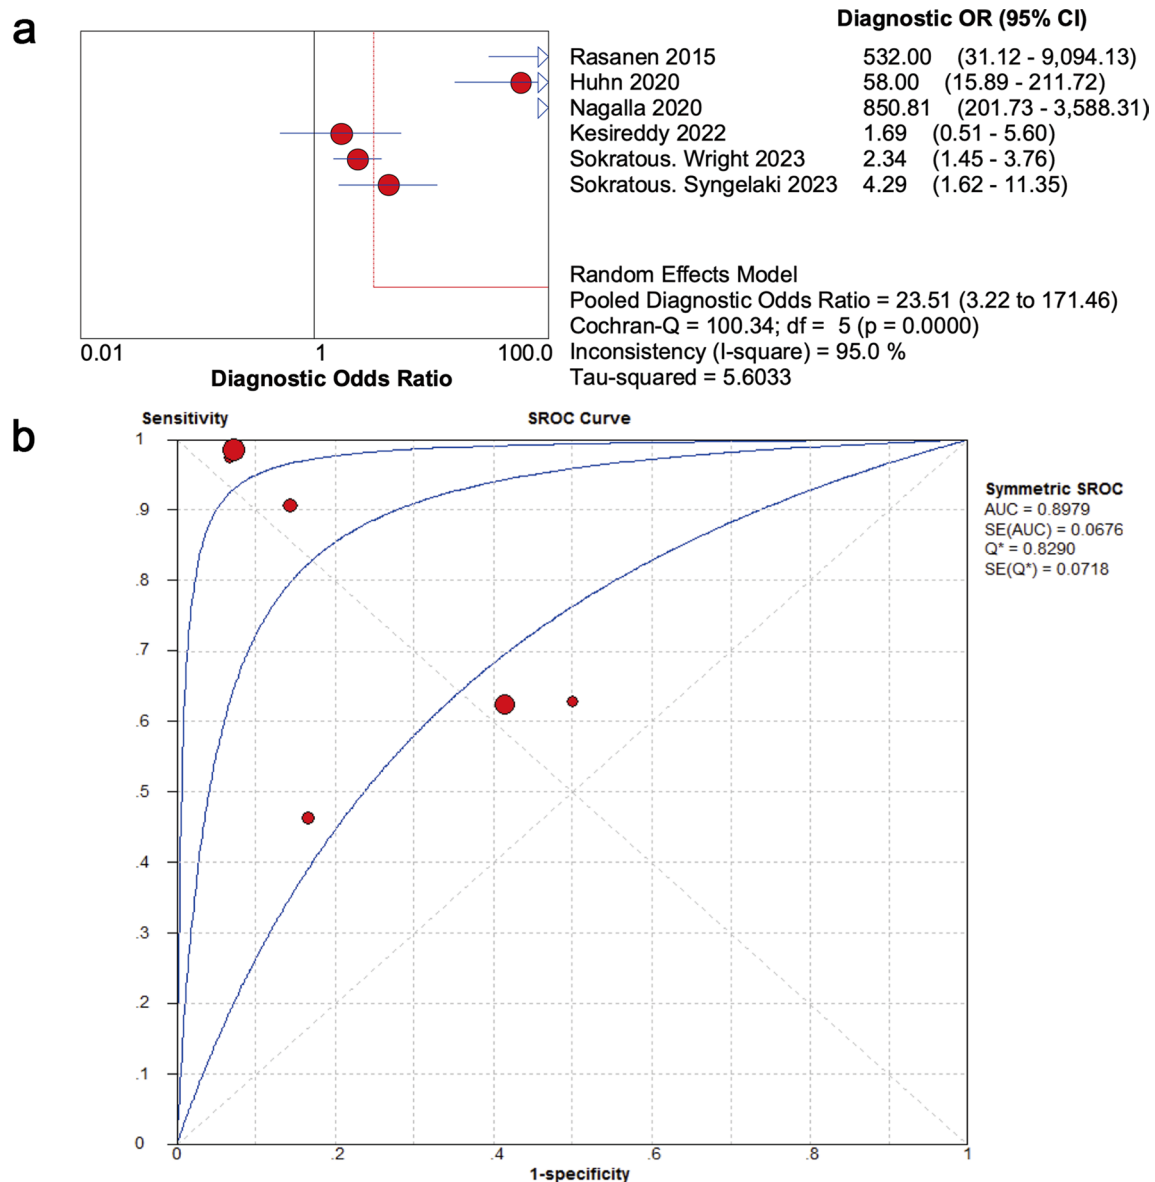 a
Diagnostic OR (95% CI)
Rasanen 2015 532.00 (31.12 - 9,094.13)
Huhn 2020 58.00 (15.89 - 211.72)
Nagalla 2020 850.81 (201.73 - 3,588.31)
Kesireddy 2022 1.69 (0.51 - 5.60)
Sokratous. Wright 2023 2.34 (1.45 - 3.76)
Sokratous. Syngelaki 2023 4.29 (1.62 - 11.35)
Random Effects Model
Pooled Diagnostic Odds Ratio = 23.51 (3.22 to 171.46)
Cochran-Q = 100.34; df = 5 (p = 0.0000)
Inconsistency (I-square) = 95.0 %
Tau-squared = 5.6033
0.01 1 100.0
Diagnostic Odds Ratio
b
Sensitivity SROC Curve
1
.9
.8
.7
.6
.5
.4
.3
.2
.1
0
0 .2 .4 .6 .8 1
1-specificity
Symmetric SROC
AUC = 0.8979
SE(AUC) = 0.0676
Q* = 0.8290
SE(Q*) = 0.0718